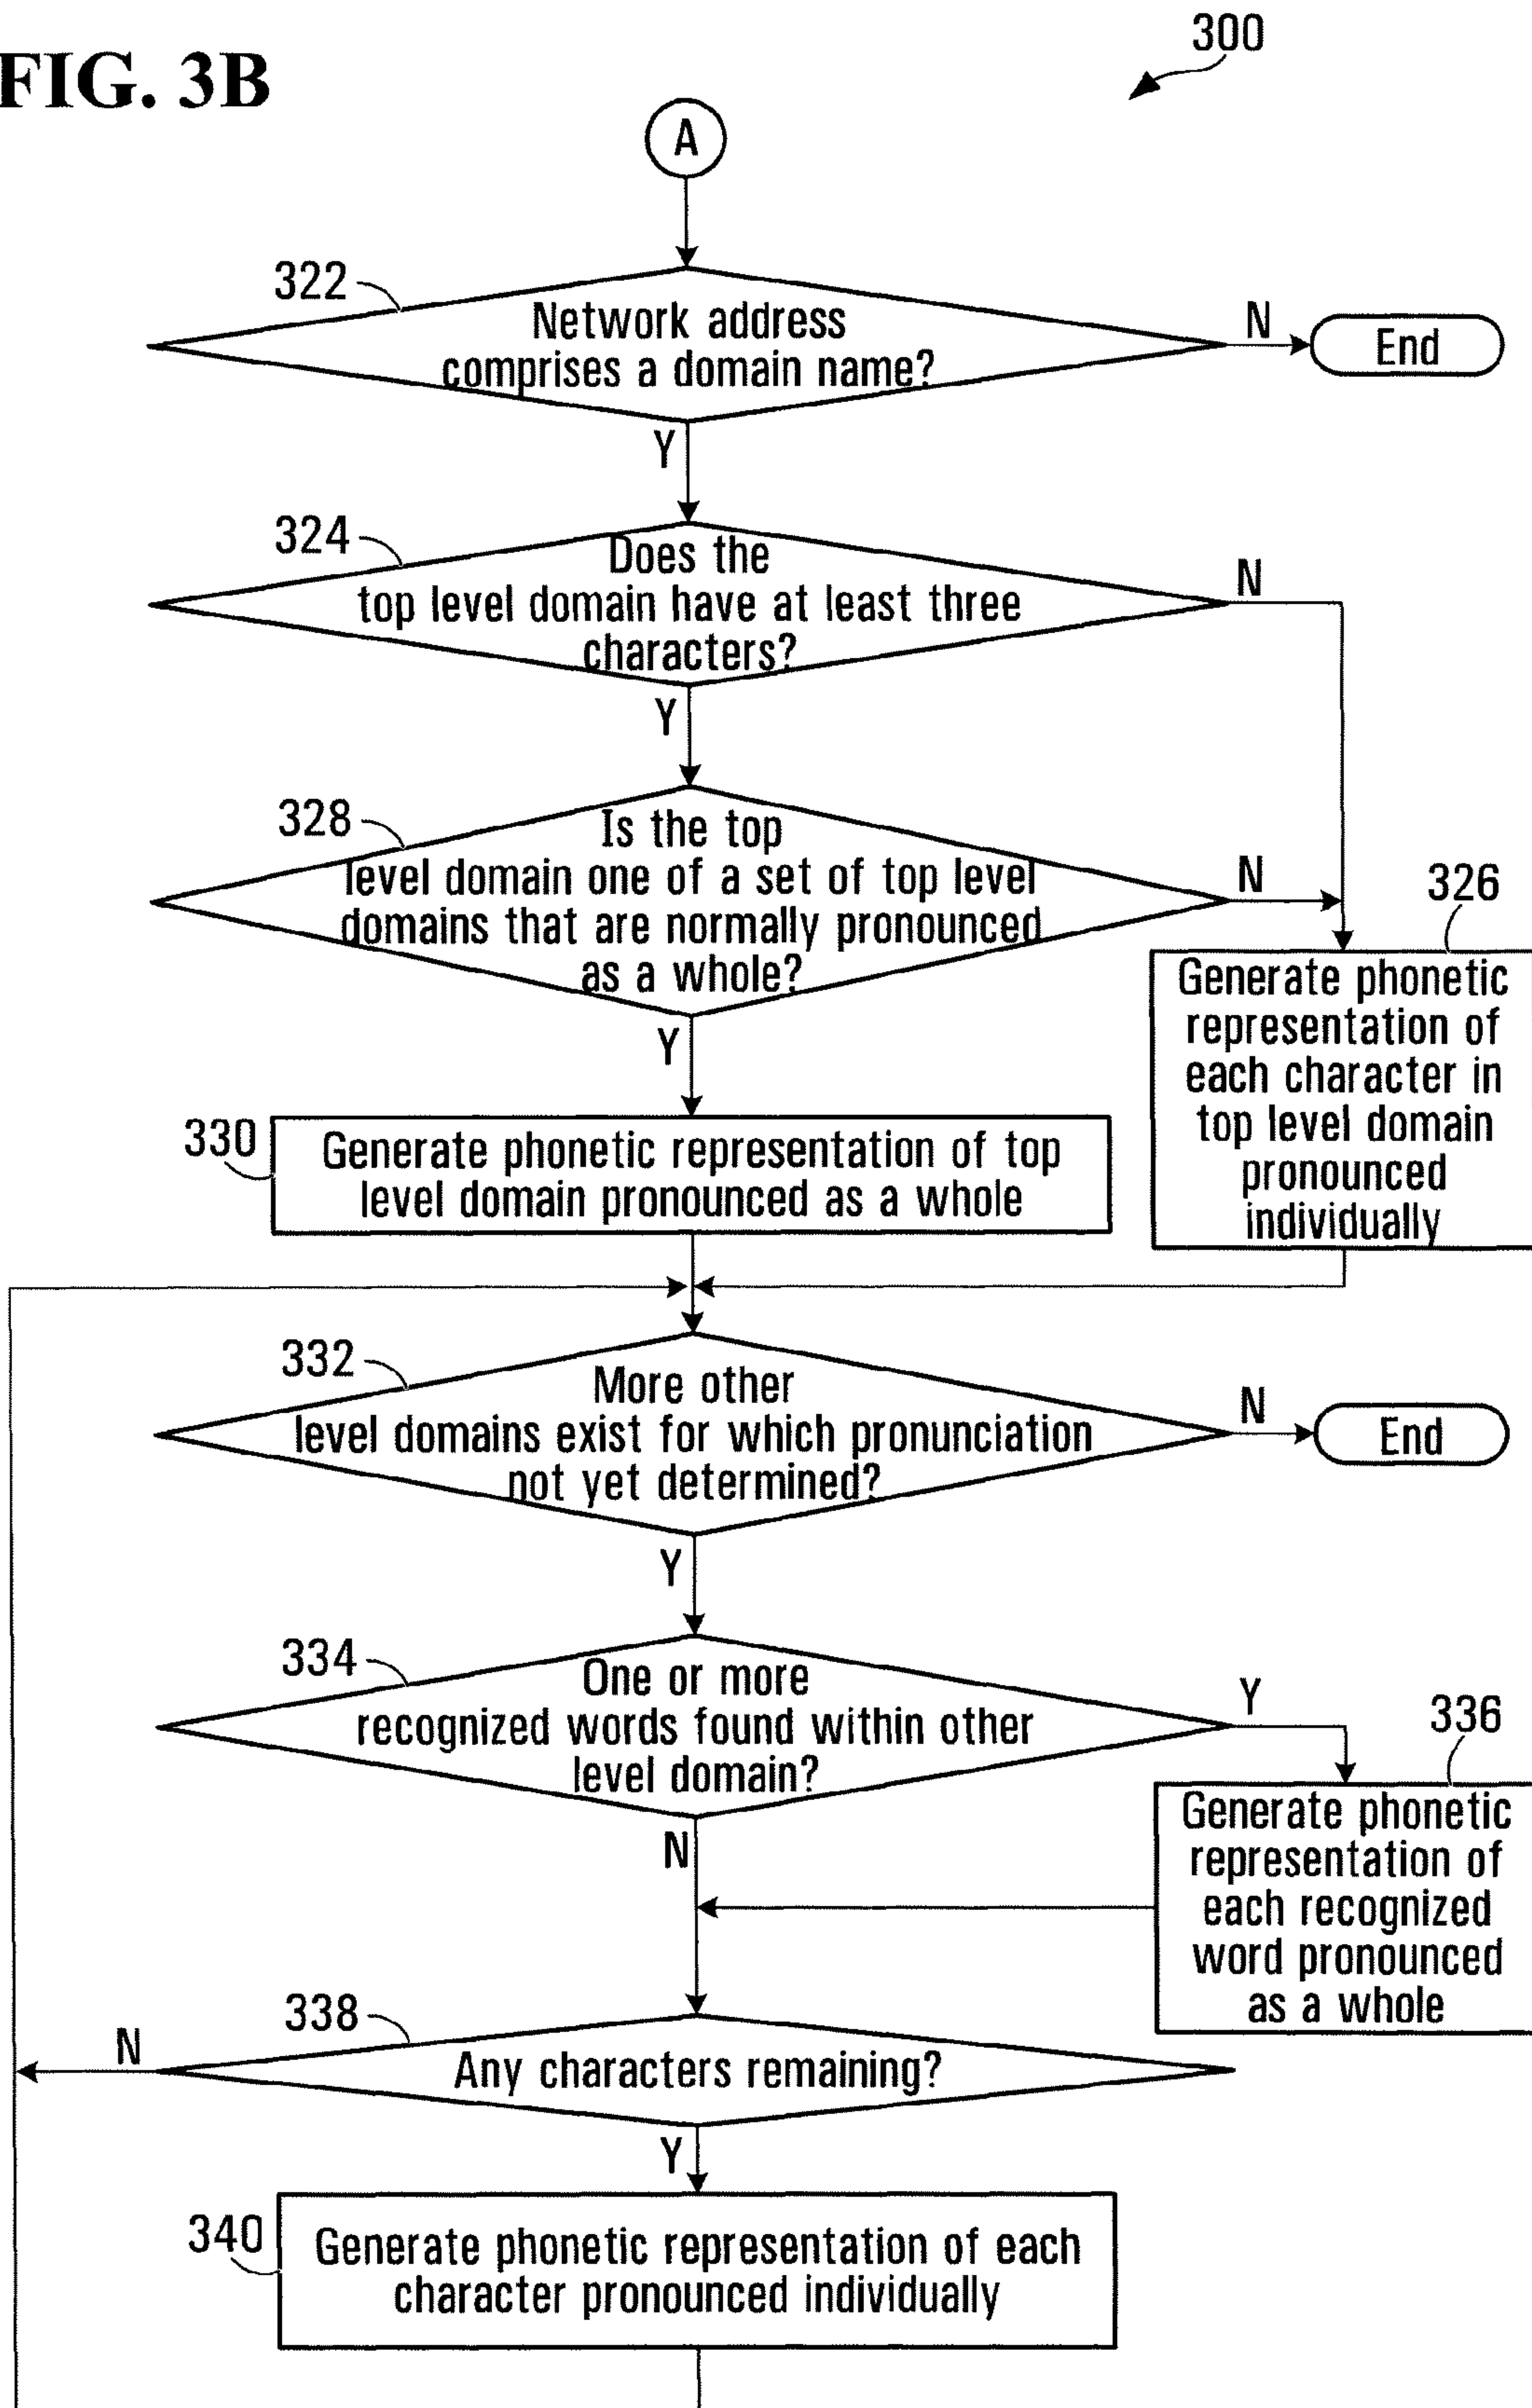 FIG. 3B
300
A
322
Network address
comprises a domain name?
N
End
Y
324
Does the
top level domain have at least three
characters?
N
Y
328
Is the top
level domain one of a set of top level
domains that are normally pronounced
as a whole?
N
326
Generate phonetic
representation of
each character in
top level domain
pronounced
individually
Y
330
Generate phonetic representation of top
level domain pronounced as a whole
332
More other
level domains exist for which pronunciation
not yet determined?
N
End
Y
334
One or more
recognized words found within other
level domain?
Y
336
Generate phonetic
representation of
each recognized
word pronounced
as a whole
N
338
Any characters remaining?
N
Y
340
Generate phonetic representation of each
character pronounced individually